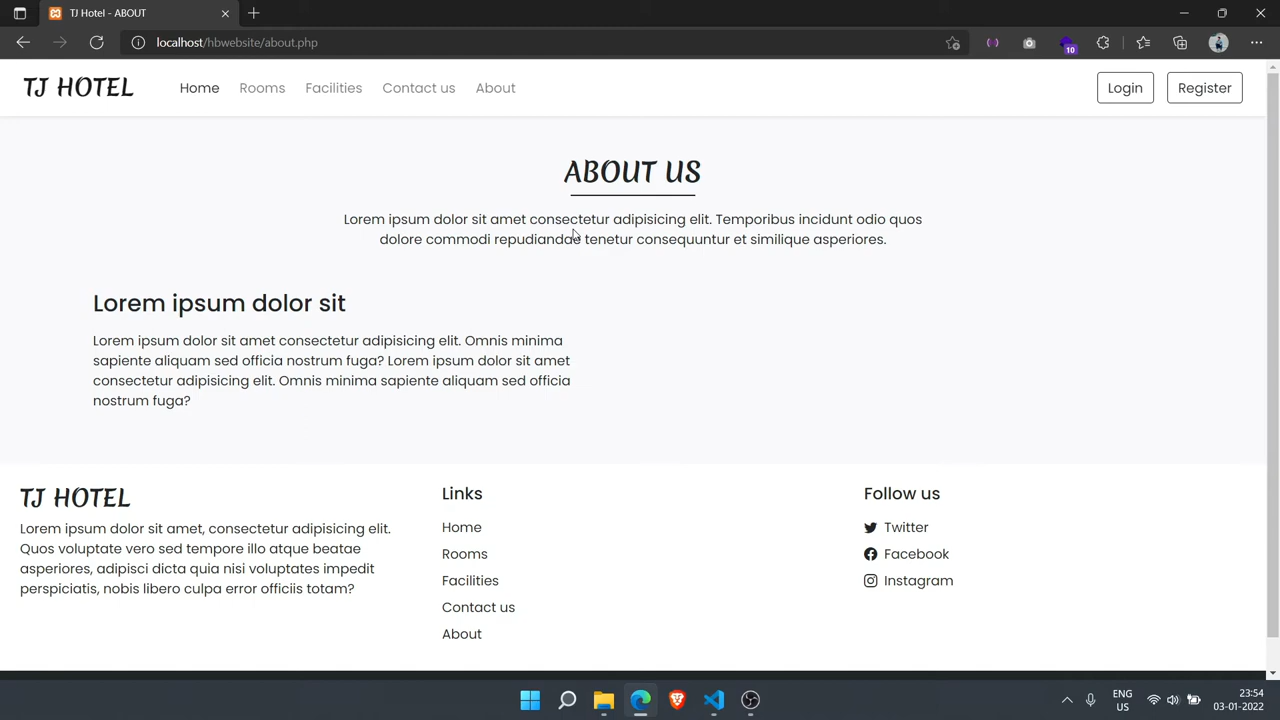 TJ Hotel - ABOUT
localhost/hbwebsite/about.php
10
TJ HOTEL
Home
Rooms
Facilities
Contact us
About
Login
Register
ABOUT US
Lorem ipsum dolor sit amet consectetur adipisicing elit. Temporibus incidunt odio quos
dolore commodi repudiandae tenetur consequuntur et similique asperiores.
Lorem ipsum dolor sit
Lorem ipsum dolor sit amet consectetur adipisicing elit. Omnis minima
sapiente aliquam sed officia nostrum fuga? Lorem ipsum dolor sit amet
consectetur adipisicing elit. Omnis minima sapiente aliquam sed officia
nostrum fuga?
TJ HOTEL
Lorem ipsum dolor sit amet, consectetur adipisicing elit.
Quos voluptate vero sed tempore illo atque beatae
asperiores, adipisci dicta quia nisi voluptates impedit
perspiciatis, nobis libero culpa error officiis totam?
Links
Home
Rooms
Facilities
Contact us
About
Follow us
Twitter
Facebook
Instagram
ENG
US
23:54
03-01-2022